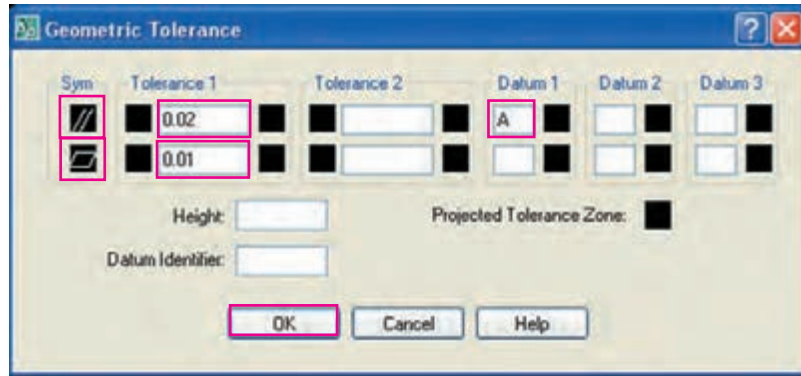 Geometric Tolerance
Sym Tolerance 1 Tolerance 2 Datum 1 Datum 2 Datum 3
// 0.02 A
0.01
Height:
Projected Tolerance Zone:
Datum Identifier:
OK Cancel Help